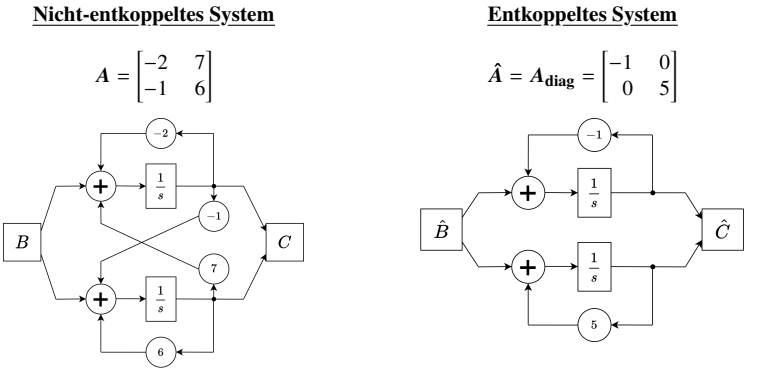 Nicht-entkoppeltes System
A = [−2 7
−1 6]
−2
+
1/s
−1
B
C
7
+
1/s
6
Entkoppeltes System
Â = A_diag = [−1 0
0 5]
−1
+
1/s
B̂
Ĉ
+
1/s
5